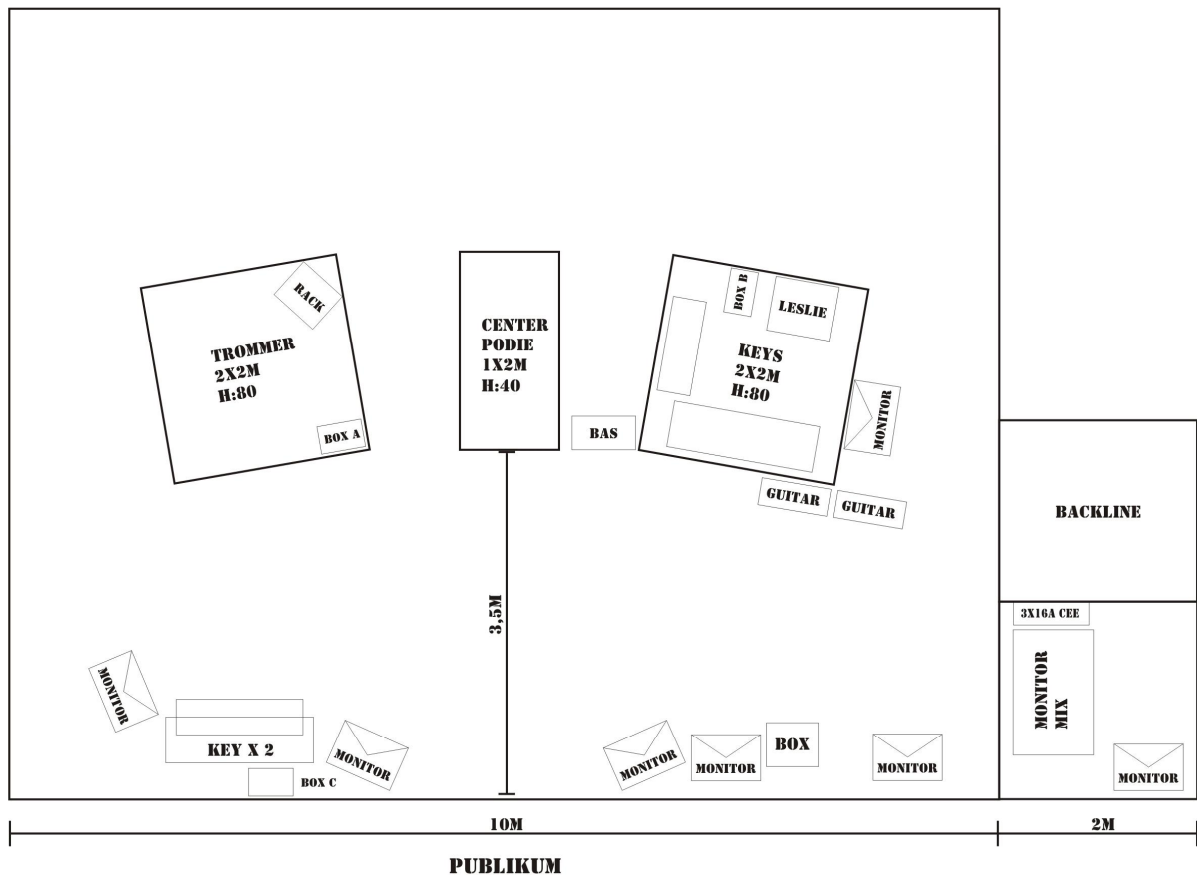 RACK
TROMMER
2X2M
H:80
BOX A
CENTER
PODIE
1X2M
H:40
BAS
BOX B
LESLIE
KEYS
2X2M
H:80
MONITOR
GUITAR
GUITAR
BACKLINE
3,5M
3X16A CEE
MONITOR
MIX
MONITOR
MONITOR
KEY X 2
BOX C
MONITOR
MONITOR
MONITOR
BOX
MONITOR
10M
2M
PUBLIKUM